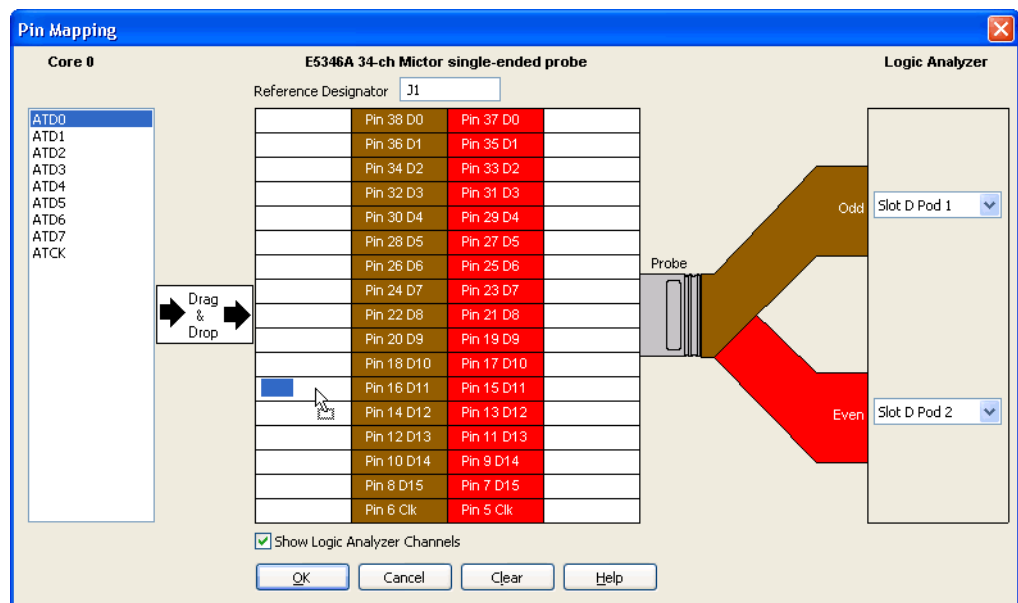 Pin Mapping
Core 0
E5346A 34-ch Mictor single-ended probe
Logic Analyzer
Reference Designator J1
ATD0
ATD1
ATD2
ATD3
ATD4
ATD5
ATD6
ATD7
ATCK
Drag
&
Drop
Pin 38 D0 Pin 37 D0
Pin 36 D1 Pin 35 D1
Pin 34 D2 Pin 33 D2
Pin 32 D3 Pin 31 D3
Pin 30 D4 Pin 29 D4
Pin 28 D5 Pin 27 D5
Pin 26 D6 Pin 25 D6
Pin 24 D7 Pin 23 D7
Pin 22 D8 Pin 21 D8
Pin 20 D9 Pin 19 D9
Pin 18 D10 Pin 17 D10
Pin 16 D11 Pin 15 D11
Pin 14 D12 Pin 13 D12
Pin 12 D13 Pin 11 D13
Pin 10 D14 Pin 9 D14
Pin 8 D15 Pin 7 D15
Pin 6 Clk Pin 5 Clk
Probe
Odd
Slot D Pod 1
Even
Slot D Pod 2
Show Logic Analyzer Channels
OK Cancel Clear Help